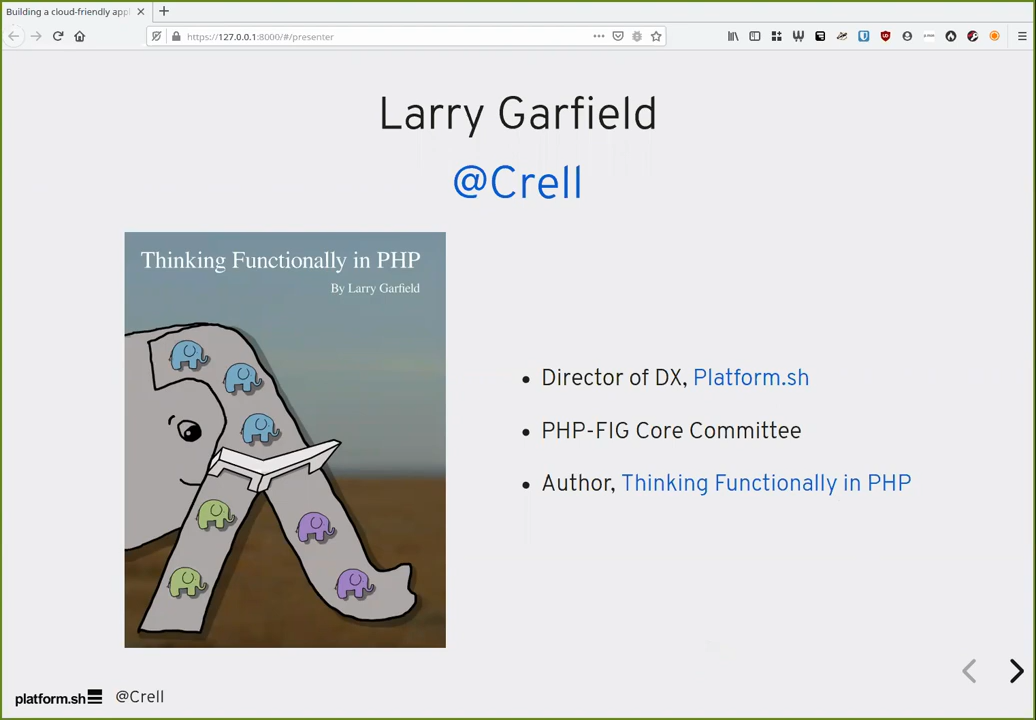 Building a cloud-friendly appl
https://127.0.0.1:8000/#/presenter
Larry Garfield
@Crell
Thinking Functionally in PHP
By Larry Garfield
• Director of DX, Platform.sh
• PHP-FIG Core Committee
• Author, Thinking Functionally in PHP
platform.sh @Crell